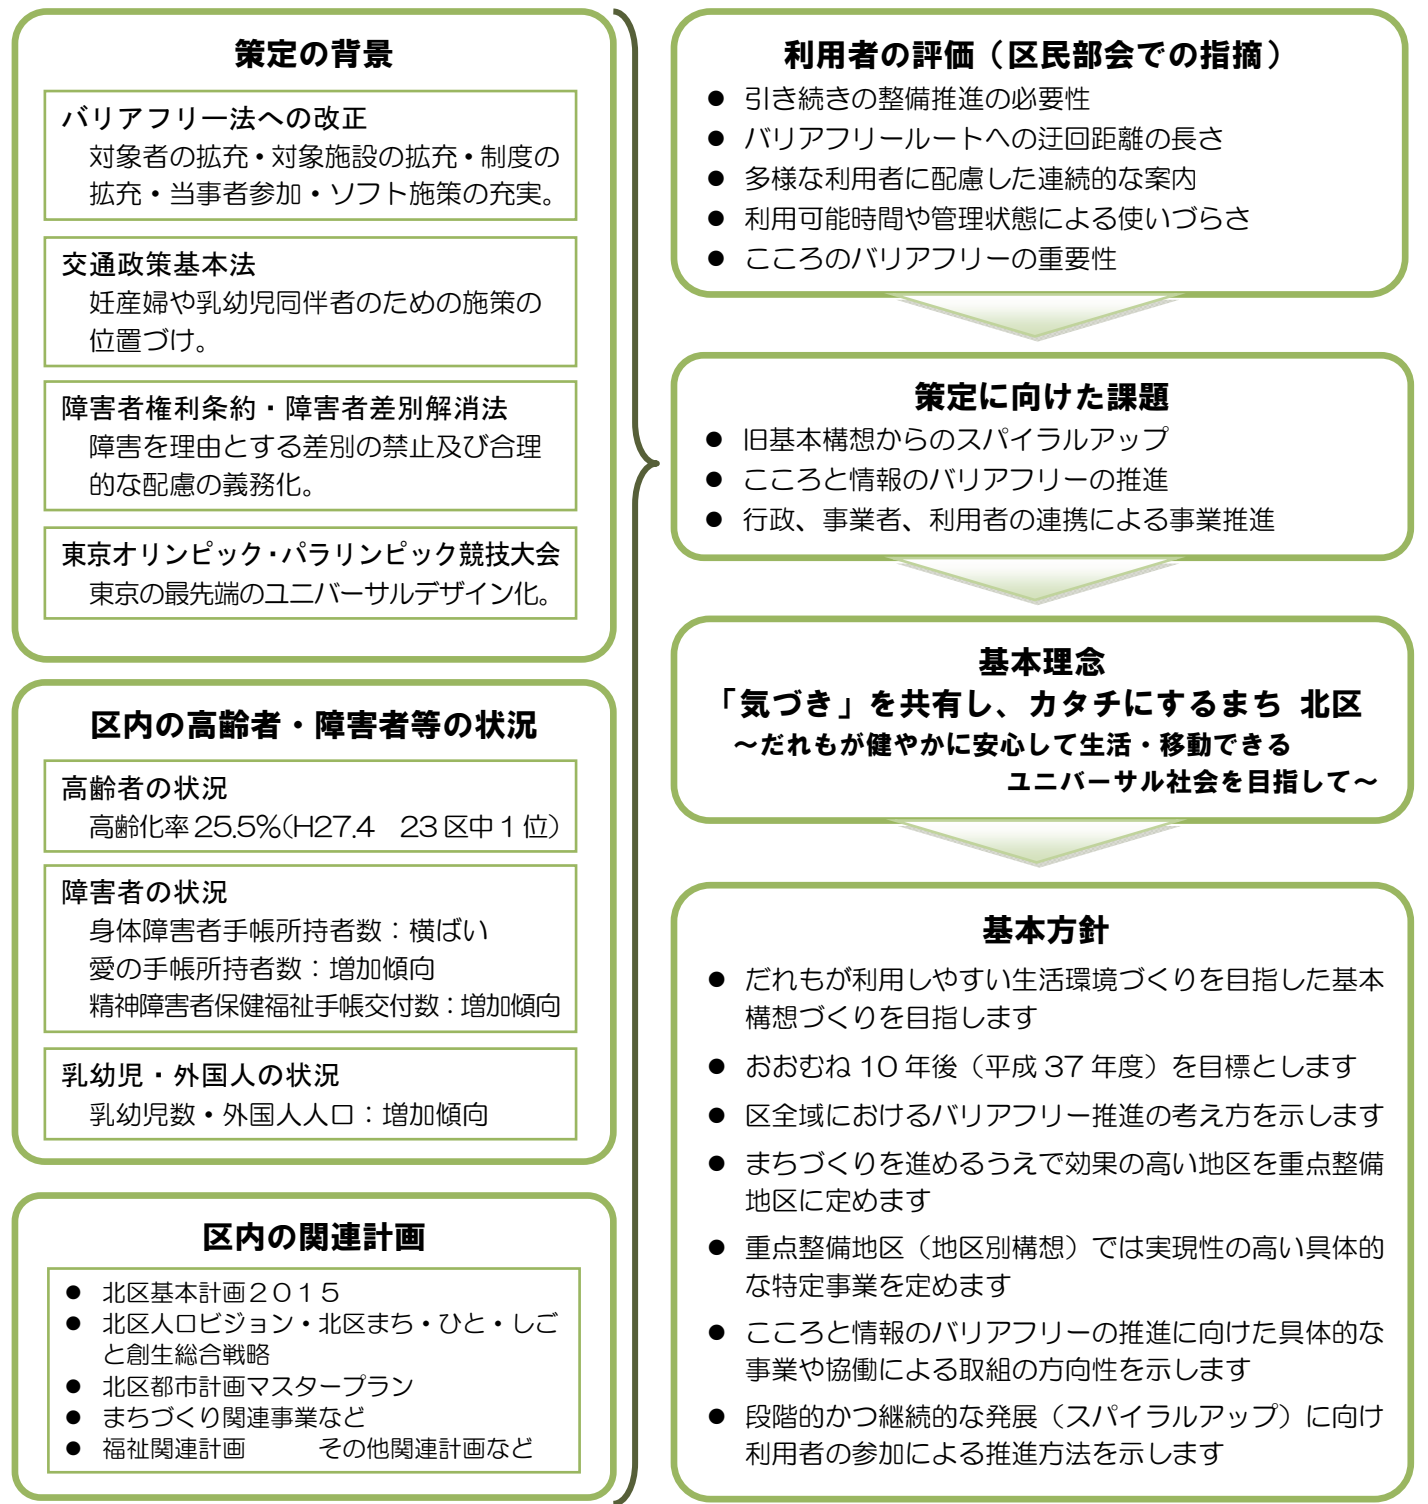 策定の背景
バリアフリー法への改正
対象者の拡充・対象施設の拡充・制度の
拡充・当事者参加・ソフト施策の充実。
交通政策基本法
妊産婦や乳幼児同伴者のための施策の
位置づけ。
障害者権利条約・障害者差別解消法
障害を理由とする差別の禁止及び合理
的な配慮の義務化。
東京オリンピック・パラリンピック競技大会
東京の最先端のユニバーサルデザイン化。
区内の高齢者・障害者等の状況
高齢者の状況
高齢化率 25.5%(H27.4　23 区中 1 位)
障害者の状況
身体障害者手帳所持者数：横ばい
愛の手帳所持者数：増加傾向
精神障害者保健福祉手帳交付数：増加傾向
乳幼児・外国人の状況
乳幼児数・外国人人口：増加傾向
区内の関連計画
● 北区基本計画２０１５
● 北区人口ビジョン・北区まち・ひと・しご
と創生総合戦略
● 北区都市計画マスタープラン
● まちづくり関連事業など
● 福祉関連計画　　　その他関連計画など
利用者の評価（区民部会での指摘）
● 引き続きの整備推進の必要性
● バリアフリールートへの迂回距離の長さ
● 多様な利用者に配慮した連続的な案内
● 利用可能時間や管理状態による使いづらさ
● こころのバリアフリーの重要性
策定に向けた課題
● 旧基本構想からのスパイラルアップ
● こころと情報のバリアフリーの推進
● 行政、事業者、利用者の連携による事業推進
基本理念
「気づき」を共有し、カタチにするまち 北区
～だれもが健やかに安心して生活・移動できる
ユニバーサル社会を目指して～
基本方針
● だれもが利用しやすい生活環境づくりを目指した基本
構想づくりを目指します
● おおむね 10 年後（平成 37 年度）を目標とします
● 区全域におけるバリアフリー推進の考え方を示します
● まちづくりを進めるうえで効果の高い地区を重点整備
地区に定めます
● 重点整備地区（地区別構想）では実現性の高い具体的
な特定事業を定めます
● こころと情報のバリアフリーの推進に向けた具体的な
事業や協働による取組の方向性を示します
● 段階的かつ継続的な発展（スパイラルアップ）に向け
利用者の参加による推進方法を示します